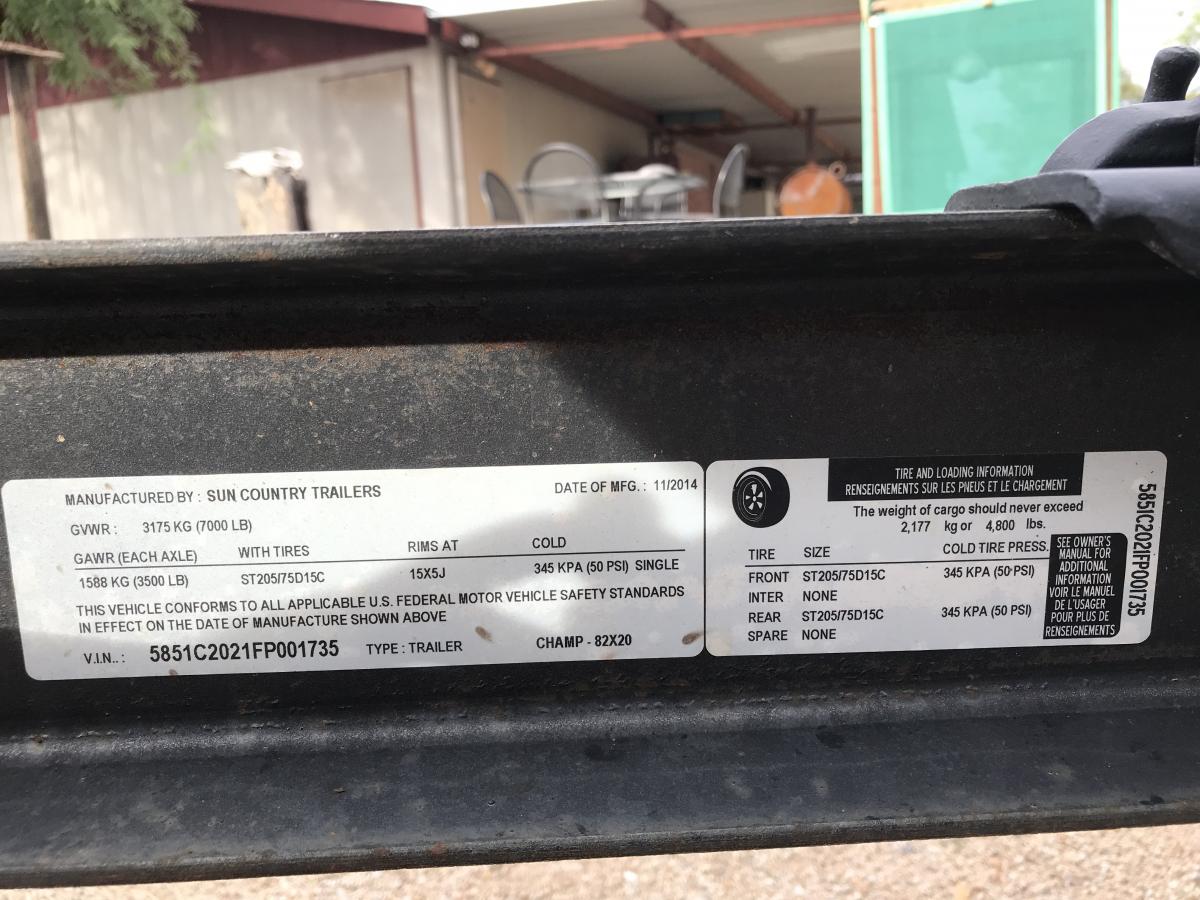 MANUFACTURED BY : SUN COUNTRY TRAILERS DATE OF MFG. : 11/2014
GVWR : 3175 KG (7000 LB)
GAWR (EACH AXLE) WITH TIRES RIMS AT COLD
1588 KG (3500 LB) ST205/75D15C 15X5J 345 KPA (50 PSI) SINGLE
THIS VEHICLE CONFORMS TO ALL APPLICABLE U.S. FEDERAL MOTOR VEHICLE SAFETY STANDARDS
IN EFFECT ON THE DATE OF MANUFACTURE SHOWN ABOVE
V.I.N.. : 5851C2021FP001735 TYPE : TRAILER CHAMP - 82X20
TIRE AND LOADING INFORMATION
RENSEIGNEMENTS SUR LES PNEUS ET LE CHARGEMENT
The weight of cargo should never exceed
2,177 kg or 4,800 lbs.
TIRE SIZE COLD TIRE PRESS.
FRONT ST205/75D15C 345 KPA (50 PSI)
INTER NONE
REAR ST205/75D15C 345 KPA (50 PSI)
SPARE NONE
SEE OWNER'S
MANUAL FOR
ADDITIONAL
INFORMATION
VOIR LE MANUEL
DE L'USAGER
POUR PLUS DE
RENSEIGNEMENTS
5851C2021FP001735